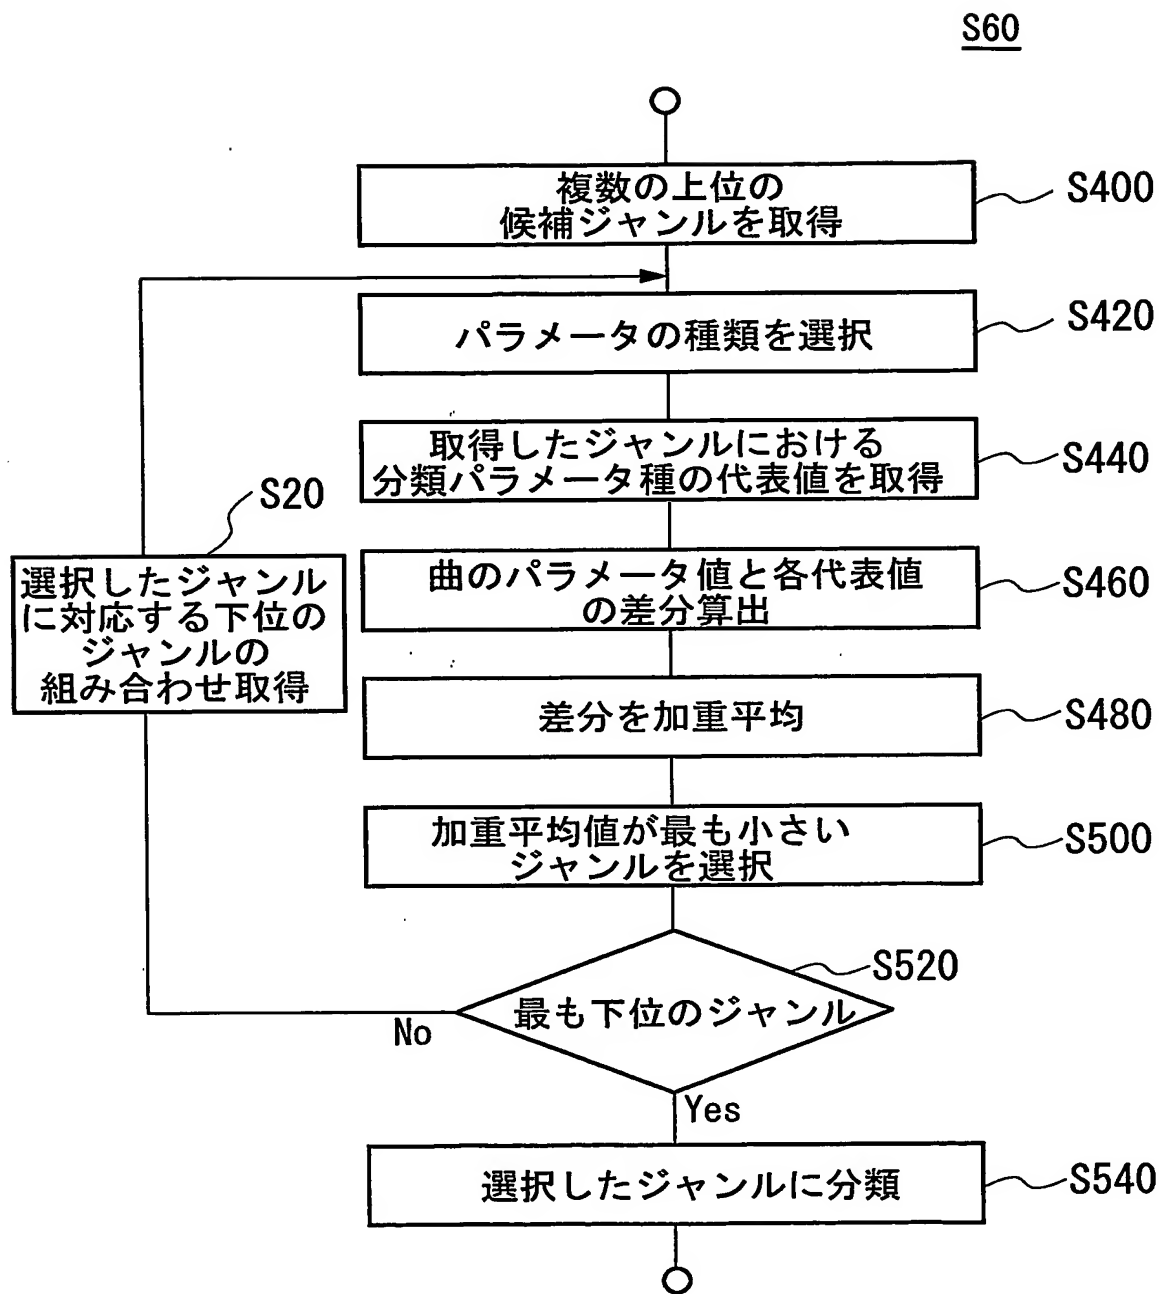 S60
複数の上位の
候補ジャンルを取得
S400
パラメータの種類を選択
S420
取得したジャンルにおける
分類パラメータ種の代表値を取得
S440
S20
選択したジャンル
に対応する下位の
ジャンルの
組み合わせ取得
曲のパラメータ値と各代表値
の差分算出
S460
差分を加重平均
S480
加重平均値が最も小さい
ジャンルを選択
S500
S520
最も下位のジャンル
No
Yes
選択したジャンルに分類
S540